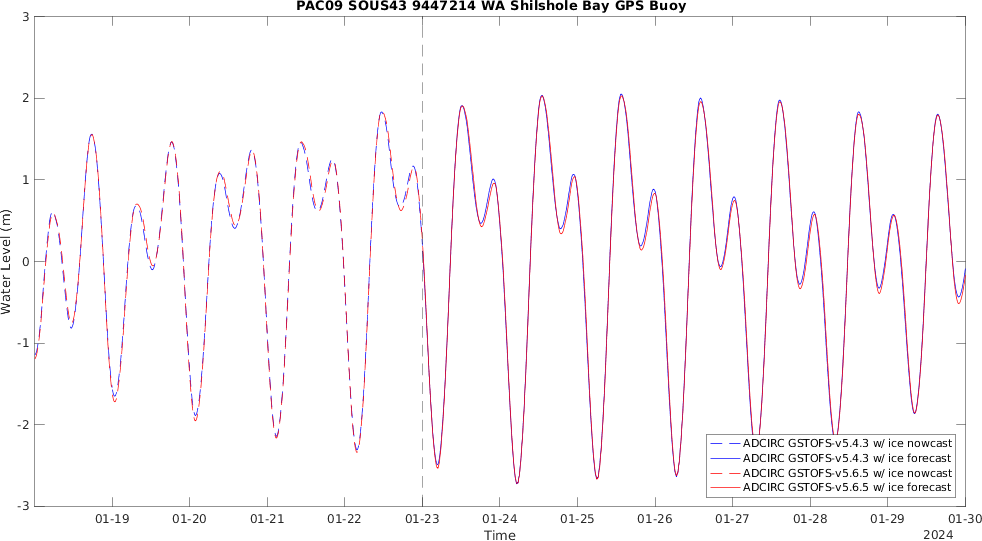 PAC09 SOUS43 9447214 WA Shilshole Bay GPS Buoy
3
2
1
0
-1
-2
-3
Water Level (m)
ADCIRC GSTOFS-v5.4.3 w/ ice nowcast
ADCIRC GSTOFS-v5.4.3 w/ ice forecast
ADCIRC GSTOFS-v5.6.5 w/ ice nowcast
ADCIRC GSTOFS-v5.6.5 w/ ice forecast
01-19 01-20 01-21 01-22 01-23 01-24 01-25 01-26 01-27 01-28 01-29 01-30
Time
2024